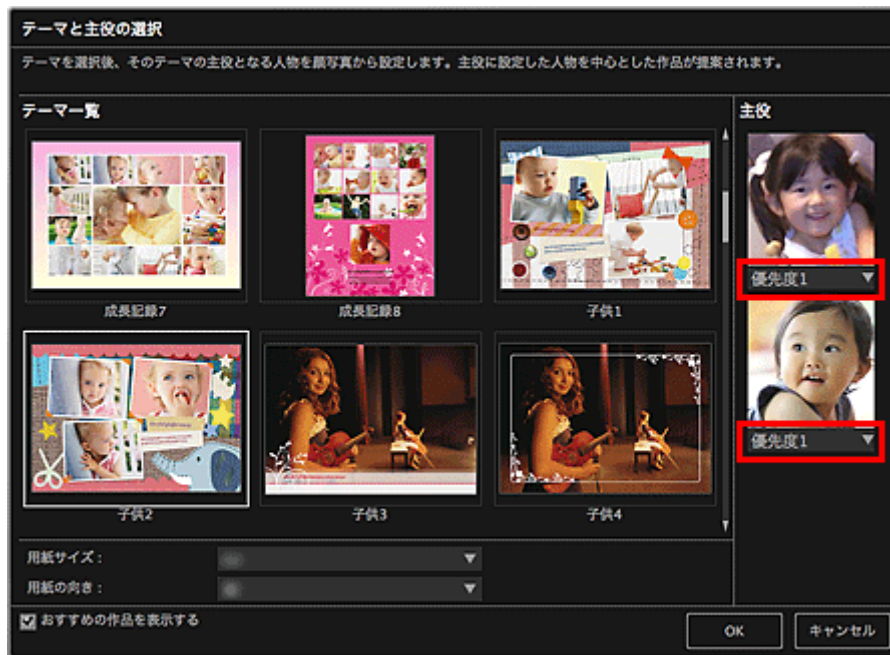 テーマと主役の選択
テーマを選択後、そのテーマの主役となる人物を顔写真から設定します。主役に設定した人物を中心とした作品が提案されます。
テーマ一覧
主役
成長記録7
成長記録8
子供1
優先度1
子供2
子供3
子供4
優先度1
用紙サイズ：
用紙の向き：
おすすめの作品を表示する
OK
キャンセル